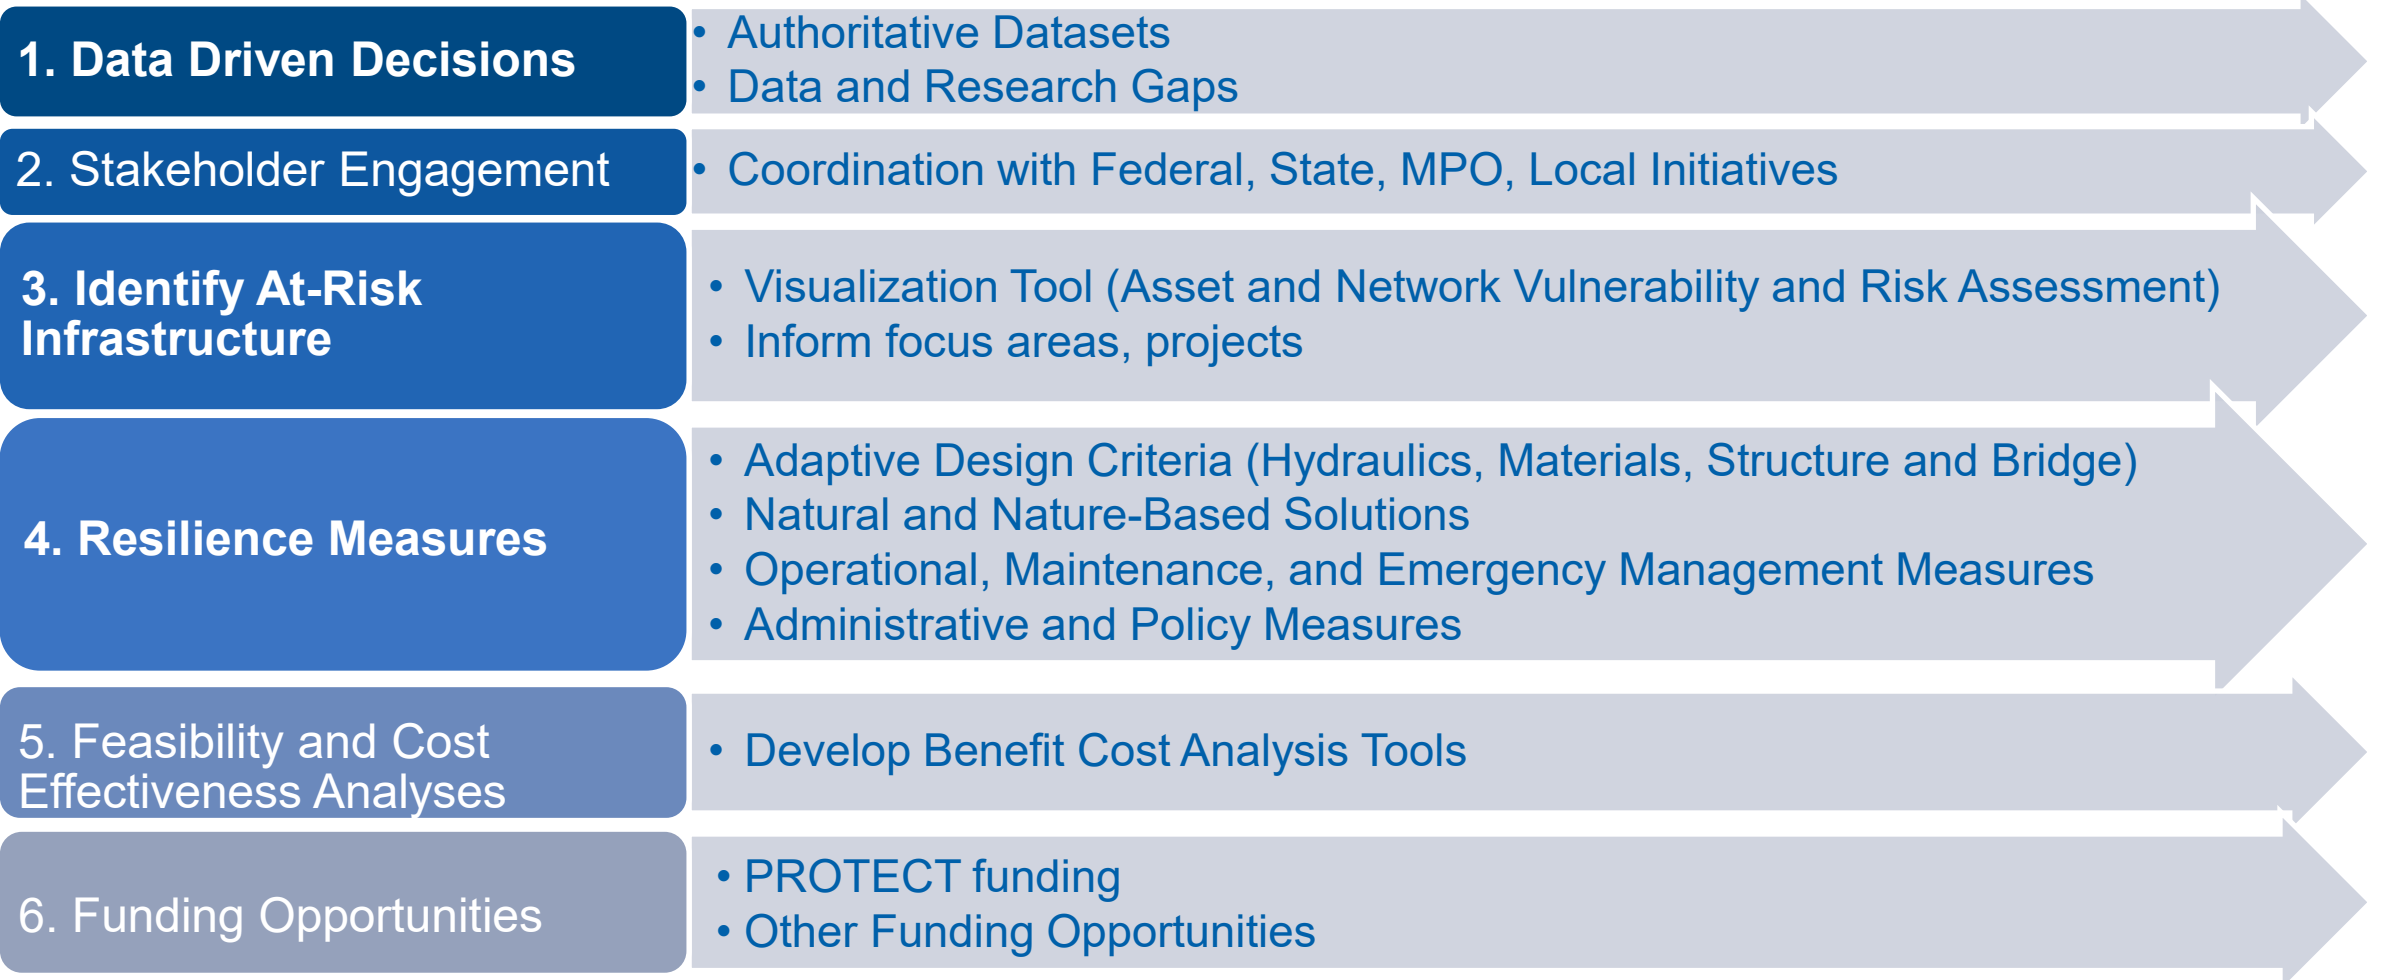 1. Data Driven Decisions
• Authoritative Datasets
• Data and Research Gaps
2. Stakeholder Engagement
• Coordination with Federal, State, MPO, Local Initiatives
3. Identify At-Risk
Infrastructure
• Visualization Tool (Asset and Network Vulnerability and Risk Assessment)
• Inform focus areas, projects
4. Resilience Measures
• Adaptive Design Criteria (Hydraulics, Materials, Structure and Bridge)
• Natural and Nature-Based Solutions
• Operational, Maintenance, and Emergency Management Measures
• Administrative and Policy Measures
5. Feasibility and Cost
Effectiveness Analyses
• Develop Benefit Cost Analysis Tools
6. Funding Opportunities
• PROTECT funding
• Other Funding Opportunities